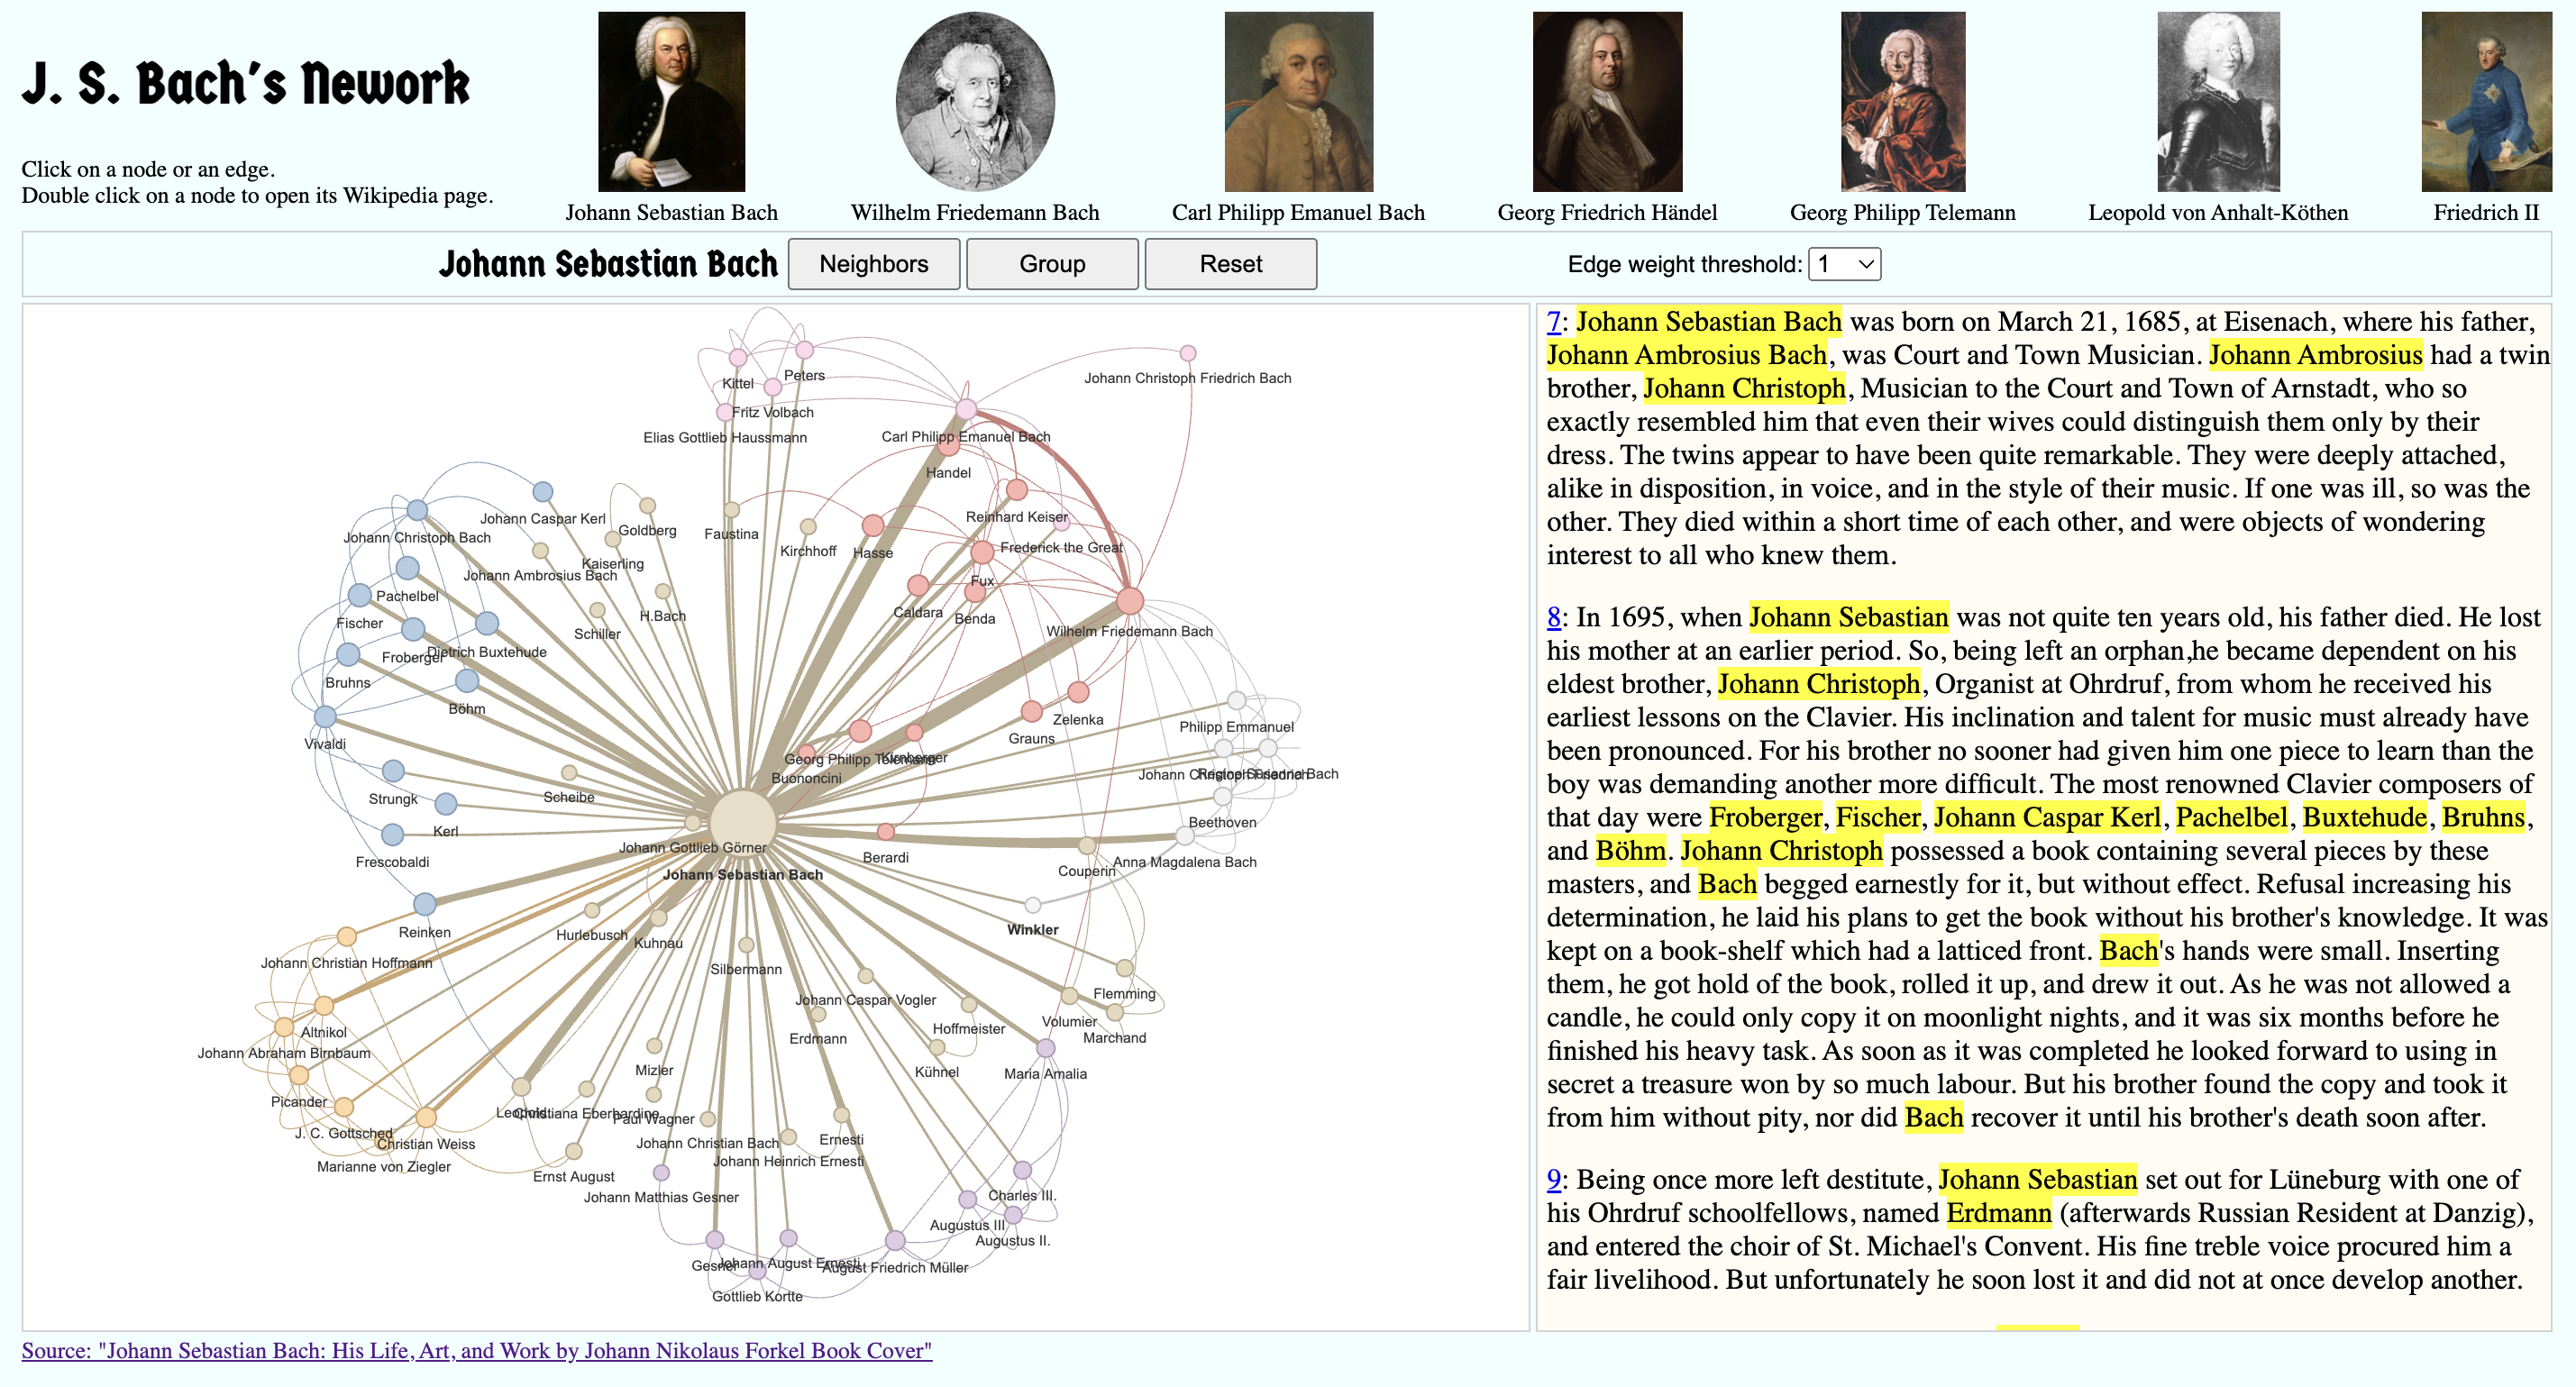 J. S. Bach's Nework
Click on a node or an edge.
Double click on a node to open its Wikipedia page.
Johann Sebastian Bach
Wilhelm Friedemann Bach
Carl Philipp Emanuel Bach
Georg Friedrich Händel
Georg Philipp Telemann
Leopold von Anhalt-Köthen
Friedrich II
Johann Sebastian Bach
Neighbors
Group
Reset
Edge weight threshold:
1
Kittel
Peters
Fritz Volbach
Elias Gottlieb Haussmann
Johann Christoph Friedrich Bach
Carl Philipp Emanuel Bach
Handel
Johann Caspar Kerl
Goldberg
Johann Christoph Bach
Faustina
Reinhard Keiser
Kirchhoff
Hasse
Frederick the Great
Kaiserling
Johann Ambrosius Bach
Fux
Pachelbel
Fischer
H.Bach
Caldara
Benda
Schiller
Wilhelm Friedemann Bach
Froberger
Dietrich Buxtehude
Bruhns
Böhm
Zelenka
Philipp Emmanuel
Vivaldi
Grauns
Georg Philipp Telemann
Kirnberger
Buononcini
Johann Christoph Friedrich
Regine Susanna Bach
Strungk
Scheibe
Kerl
Beethoven
Frescobaldi
Johann Gottlieb Görner
Berardi
Couperin
Anna Magdalena Bach
Johann Sebastian Bach
Reinken
Hurlebusch
Kuhnau
Winkler
Johann Christian Hoffmann
Silbermann
Johann Caspar Vogler
Flemming
Altnikol
Erdmann
Hoffmeister
Volumier
Marchand
Johann Abraham Birnbaum
Mizler
Kühnel
Maria Amalia
Picander
Leopold
Christiana Eberhardine
Paul Wagner
J. C. Gottsched
Christian Weiss
Johann Christian Bach
Ernesti
Marianne von Ziegler
Johann Heinrich Ernesti
Ernst August
Johann Matthias Gesner
Charles III.
Augustus III
Augustus II.
Gesner
Johann August Ernesti
August Friedrich Müller
Gottlieb Kortte
7: Johann Sebastian Bach was born on March 21, 1685, at Eisenach, where his father,
Johann Ambrosius Bach, was Court and Town Musician. Johann Ambrosius had a twin
brother, Johann Christoph, Musician to the Court and Town of Arnstadt, who so
exactly resembled him that even their wives could distinguish them only by their
dress. The twins appear to have been quite remarkable. They were deeply attached,
alike in disposition, in voice, and in the style of their music. If one was ill, so was the
other. They died within a short time of each other, and were objects of wondering
interest to all who knew them.
8: In 1695, when Johann Sebastian was not quite ten years old, his father died. He lost
his mother at an earlier period. So, being left an orphan,he became dependent on his
eldest brother, Johann Christoph, Organist at Ohrdruf, from whom he received his
earliest lessons on the Clavier. His inclination and talent for music must already have
been pronounced. For his brother no sooner had given him one piece to learn than the
boy was demanding another more difficult. The most renowned Clavier composers of
that day were Froberger, Fischer, Johann Caspar Kerl, Pachelbel, Buxtehude, Bruhns,
and Böhm. Johann Christoph possessed a book containing several pieces by these
masters, and Bach begged earnestly for it, but without effect. Refusal increasing his
determination, he laid his plans to get the book without his brother's knowledge. It was
kept on a book-shelf which had a latticed front. Bach's hands were small. Inserting
them, he got hold of the book, rolled it up, and drew it out. As he was not allowed a
candle, he could only copy it on moonlight nights, and it was six months before he
finished his heavy task. As soon as it was completed he looked forward to using in
secret a treasure won by so much labour. But his brother found the copy and took it
from him without pity, nor did Bach recover it until his brother's death soon after.
9: Being once more left destitute, Johann Sebastian set out for Lüneburg with one of
his Ohrdruf schoolfellows, named Erdmann (afterwards Russian Resident at Danzig),
and entered the choir of St. Michael's Convent. His fine treble voice procured him a
fair livelihood. But unfortunately he soon lost it and did not at once develop another.
Source: "Johann Sebastian Bach: His Life, Art, and Work by Johann Nikolaus Forkel Book Cover"